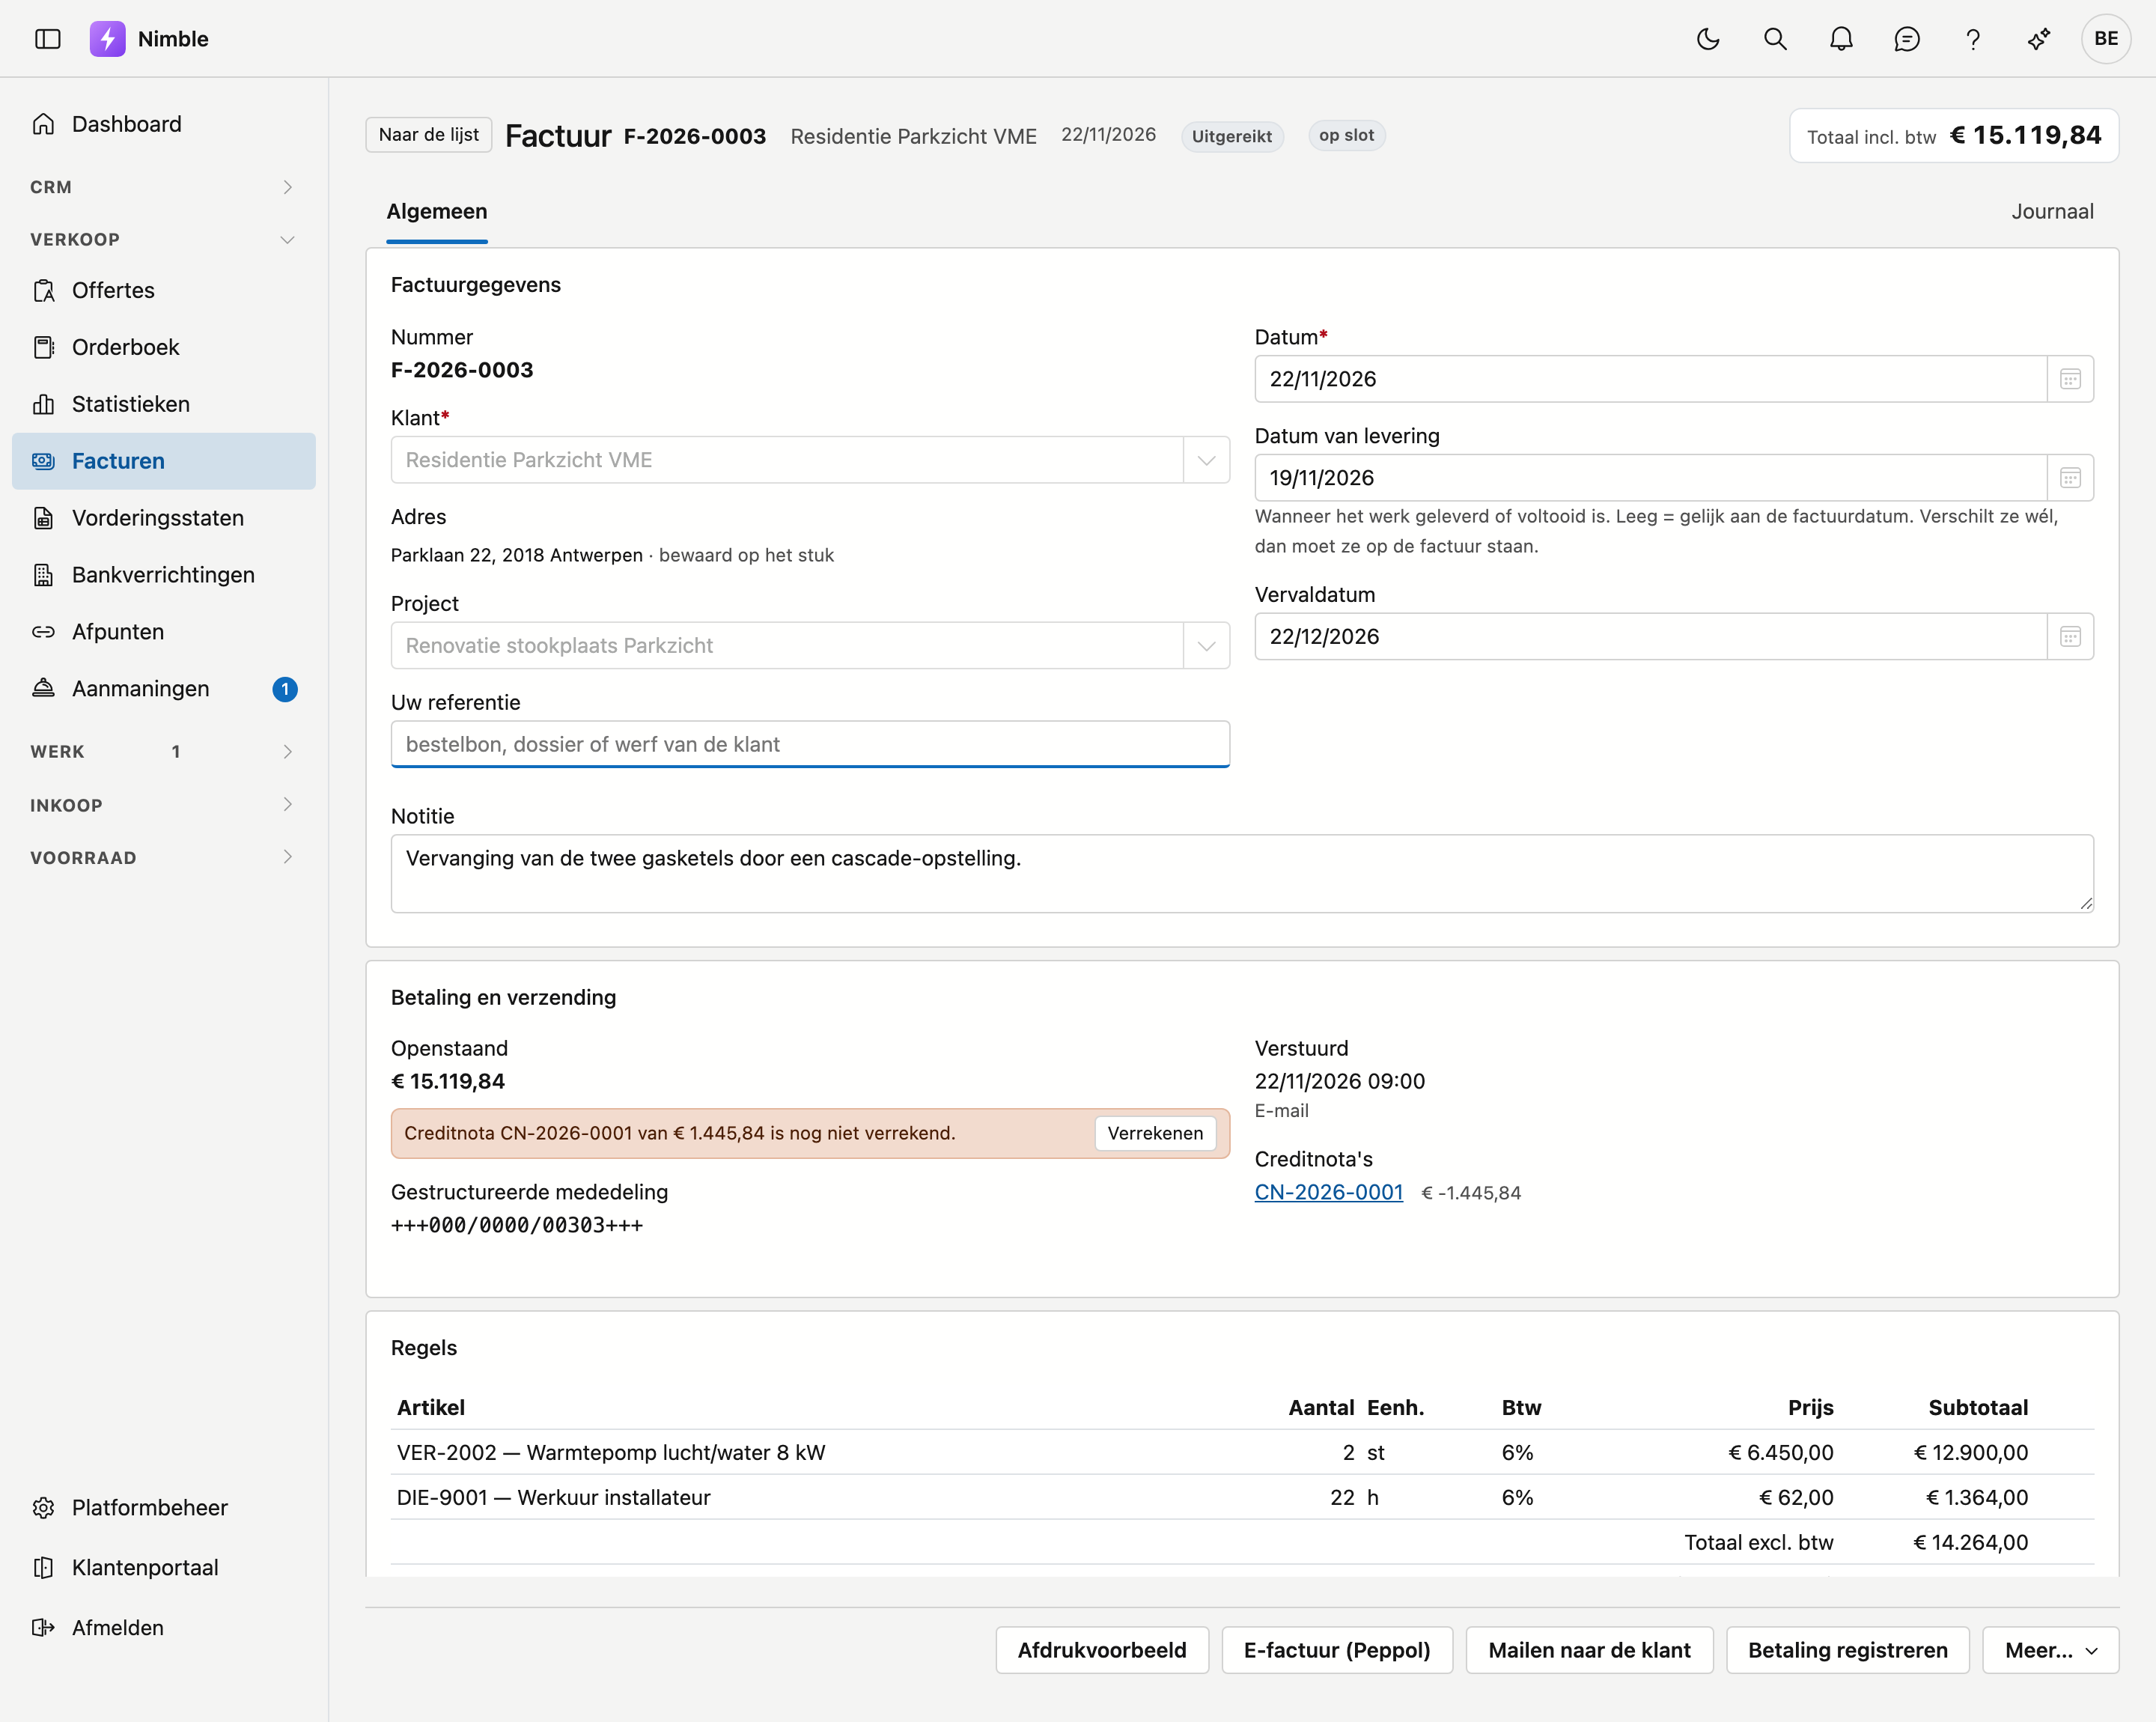 Nimble
BE
Dashboard
CRM
VERKOOP
Offertes
Orderboek
Statistieken
Facturen
Vorderingsstaten
Bankverrichtingen
Afpunten
Aanmaningen 1
WERK 1
INKOOP
VOORRAAD
Platformbeheer
Klantenportaal
Afmelden
Naar de lijst Factuur F-2026-0003 Residentie Parkzicht VME 22/11/2026 Uitgereikt op slot
Totaal incl. btw € 15.119,84
Algemeen
Journaal
Factuurgegevens
Nummer
F-2026-0003
Klant*
Residentie Parkzicht VME
Adres
Parklaan 22, 2018 Antwerpen · bewaard op het stuk
Project
Renovatie stookplaats Parkzicht
Uw referentie
bestelbon, dossier of werf van de klant
Datum*
22/11/2026
Datum van levering
19/11/2026
Wanneer het werk geleverd of voltooid is. Leeg = gelijk aan de factuurdatum. Verschilt ze wél,
dan moet ze op de factuur staan.
Vervaldatum
22/12/2026
Notitie
Vervanging van de twee gasketels door een cascade-opstelling.
Betaling en verzending
Openstaand
€ 15.119,84
Creditnota CN-2026-0001 van € 1.445,84 is nog niet verrekend. Verrekenen
Gestructureerde mededeling
+++000/0000/00303+++
Verstuurd
22/11/2026 09:00
E-mail
Creditnota's
CN-2026-0001 € -1.445,84
Regels
Artikel Aantal Eenh. Btw Prijs Subtotaal
VER-2002 — Warmtepomp lucht/water 8 kW 2 st 6% € 6.450,00 € 12.900,00
DIE-9001 — Werkuur installateur 22 h 6% € 62,00 € 1.364,00
Totaal excl. btw € 14.264,00
Afdrukvoorbeeld
E-factuur (Peppol)
Mailen naar de klant
Betaling registreren
Meer...